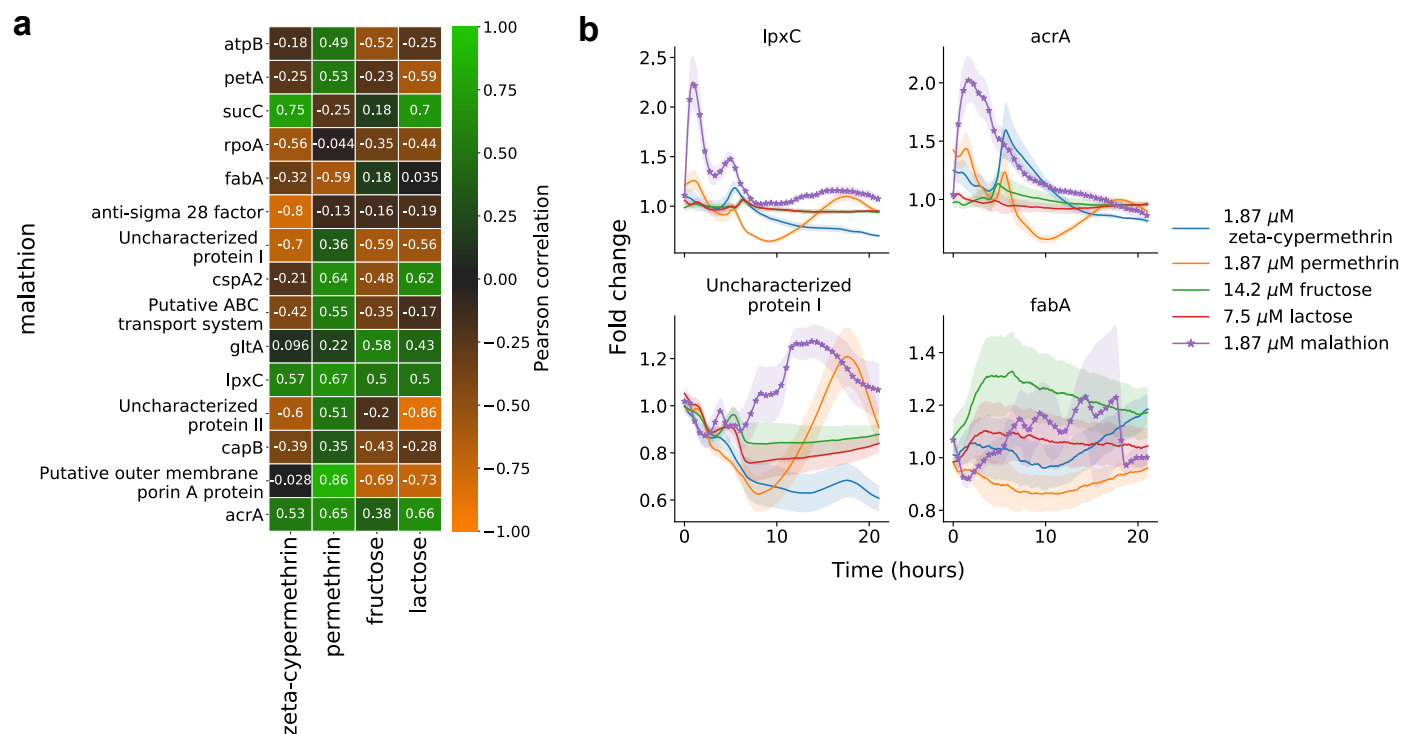 a
malathion
atpB
-0.18 0.49 -0.52 -0.25
petA
-0.25 0.53 -0.23 -0.59
sucC
0.75 -0.25 0.18 0.7
rpoA
-0.56 -0.044 -0.35 -0.44
fabA
-0.32 -0.59 0.18 0.035
anti-sigma 28 factor
-0.8 -0.13 -0.16 -0.19
Uncharacterized
protein I
-0.7 0.36 -0.59 -0.56
cspA2
-0.21 0.64 -0.48 0.62
Putative ABC
transport system
-0.42 0.55 -0.35 -0.17
gltA
0.096 0.22 0.58 0.43
lpxC
0.57 0.67 0.5 0.5
Uncharacterized
protein II
-0.6 0.51 -0.2 -0.86
capB
-0.39 0.35 -0.43 -0.28
Putative outer membrane
porin A protein
-0.028 0.86 -0.69 -0.73
acrA
0.53 0.65 0.38 0.66
zeta-cypermethrin
permethrin
fructose
lactose
1.00
0.75
0.50
0.25
0.00
−0.25
−0.50
−0.75
−1.00
Pearson correlation
b
Fold change
lpxC
2.5
2.0
1.5
1.0
acrA
2.0
1.5
1.0
Uncharacterized
protein I
1.2
1.0
0.8
0.6
0 10 20
fabA
1.4
1.2
1.0
0.8
0 10 20
Time (hours)
1.87 μM
zeta-cypermethrin
1.87 μM permethrin
14.2 μM fructose
7.5 μM lactose
1.87 μM malathion